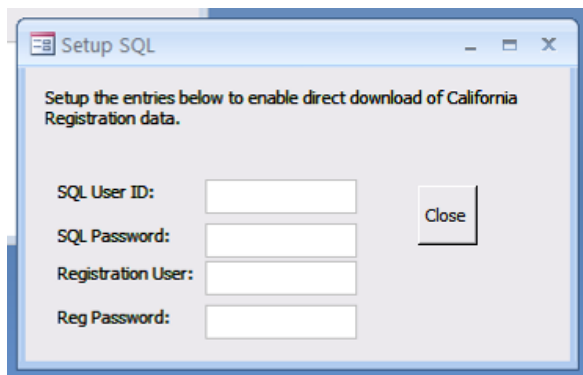 Setup SQL
Setup the entries below to enable direct download of California
Registration data.
SQL User ID:
Close
SQL Password:
Registration User:
Reg Password: